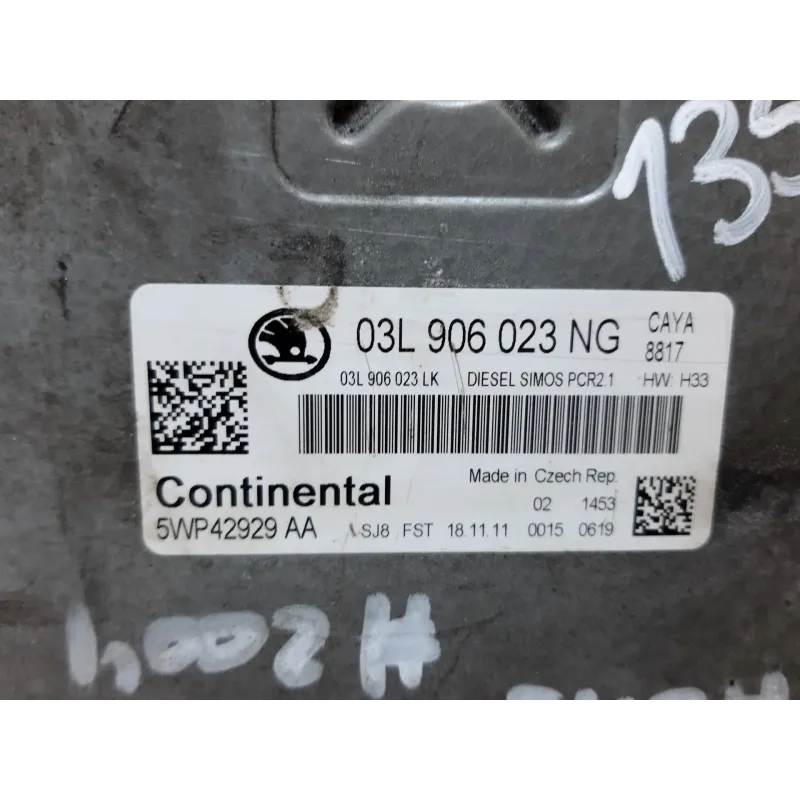 135
03L 906 023 NG
CAYA
8817
03L 906 023 LK DIESEL SIMOS PCR2.1 HW: H33
Continental
Made in Czech Rep.
02 1453
5WP42929 AA SJ8 FST 18.11.11 0015 0619
H2004